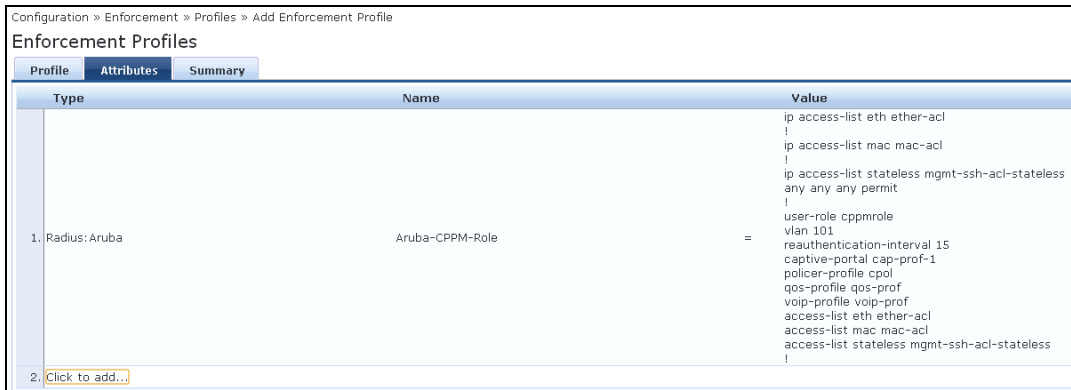 Configuration » Enforcement » Profiles » Add Enforcement Profile
Enforcement Profiles
Profile Attributes Summary
Type Name Value
1. Radius:Aruba Aruba-CPPM-Role =
ip access-list eth ether-acl
!
ip access-list mac mac-acl
!
ip access-list stateless mgmt-ssh-acl-stateless
any any any permit
!
user-role cppmrole
vlan 101
reauthentication-interval 15
captive-portal cap-prof-1
policer-profile cpol
qos-profile qos-prof
voip-profile voip-prof
access-list eth ether-acl
access-list mac mac-acl
access-list stateless mgmt-ssh-acl-stateless
!
2. Click to add...